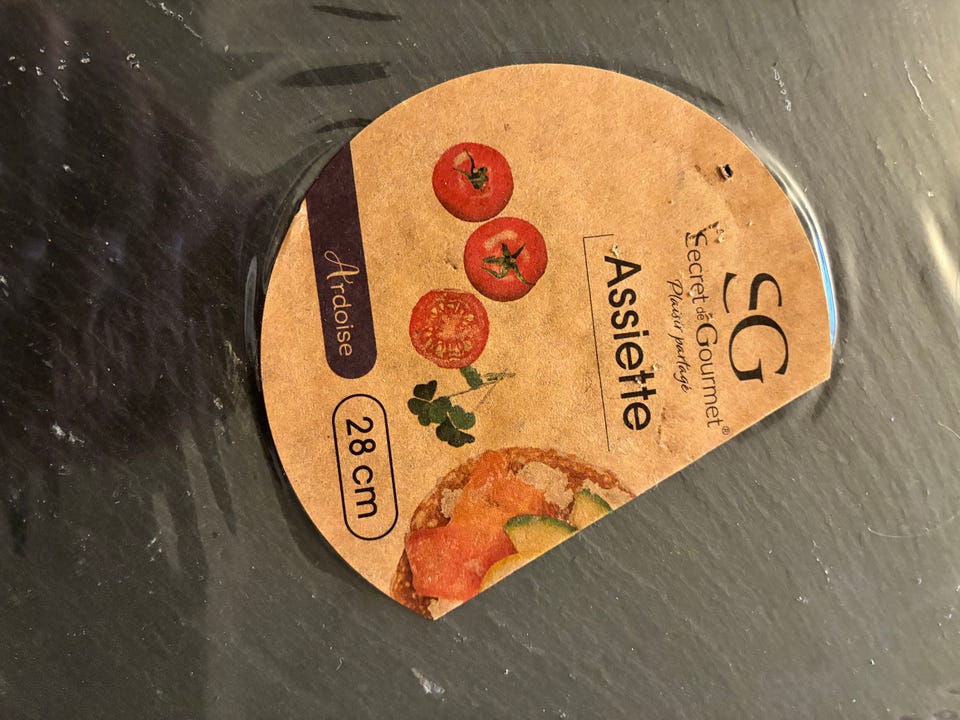 SG
Secret de Gourmet®
Plaisir partagé
Assiette
Ardoise
28 cm